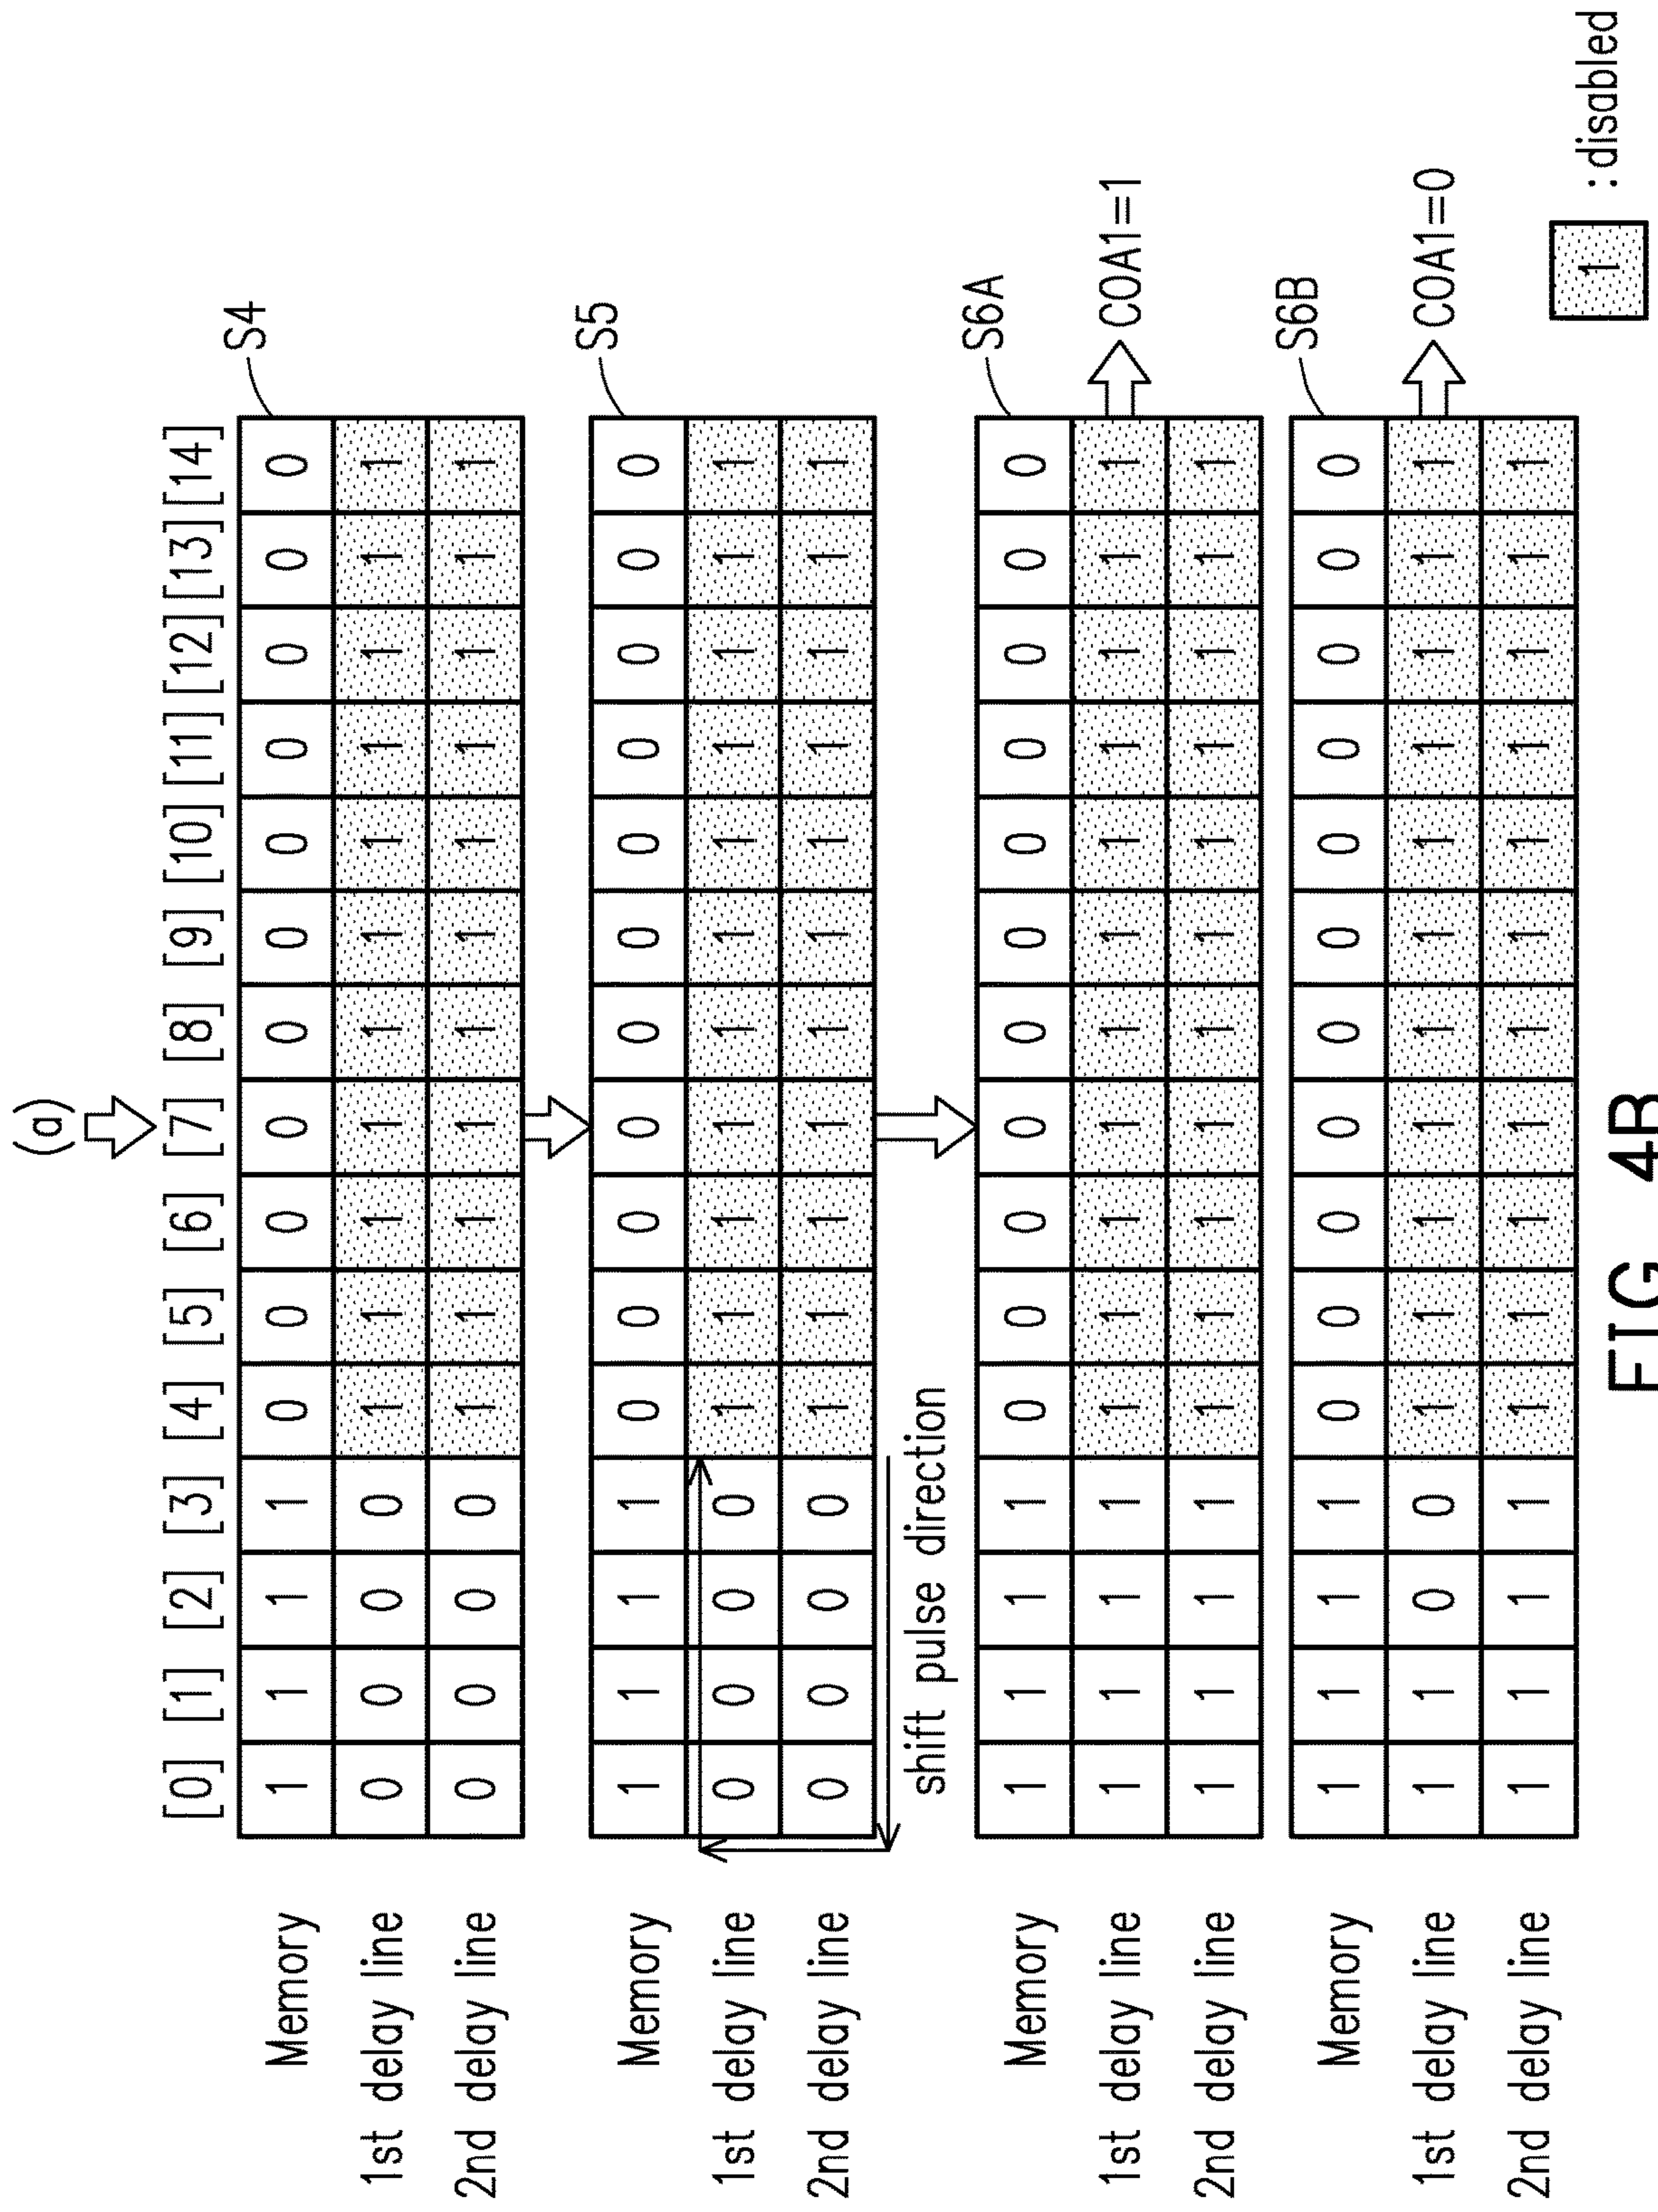 (a)
[0] [1] [2] [3] [4] [5] [6] [7] [8] [9] [10] [11] [12] [13] [14]
S4
Memory 1 1 1 1 0 0 0 0 0 0 0 0 0 0 0
1st delay line 0 0 0 0 1 1 1 1 1 1 1 1 1 1 1
2nd delay line 0 0 0 0 1 1 1 1 1 1 1 1 1 1 1
S5
Memory 1 1 1 1 0 0 0 0 0 0 0 0 0 0 0
1st delay line 0 0 0 0 1 1 1 1 1 1 1 1 1 1 1
2nd delay line 0 0 0 0 1 1 1 1 1 1 1 1 1 1 1
shift pulse direction
S6A
Memory 1 1 1 1 0 0 0 0 0 0 0 0 0 0 0
1st delay line 1 1 1 1 1 1 1 1 1 1 1 1 1 1 1 COA1=1
2nd delay line 1 1 1 1 1 1 1 1 1 1 1 1 1 1 1
S6B
Memory 1 1 1 1 0 0 0 0 0 0 0 0 0 0 0
1st delay line 1 1 0 0 1 1 1 1 1 1 1 1 1 1 1 COA1=0
2nd delay line 1 1 1 1 1 1 1 1 1 1 1 1 1 1 1
1 :disabled
FIG 4B